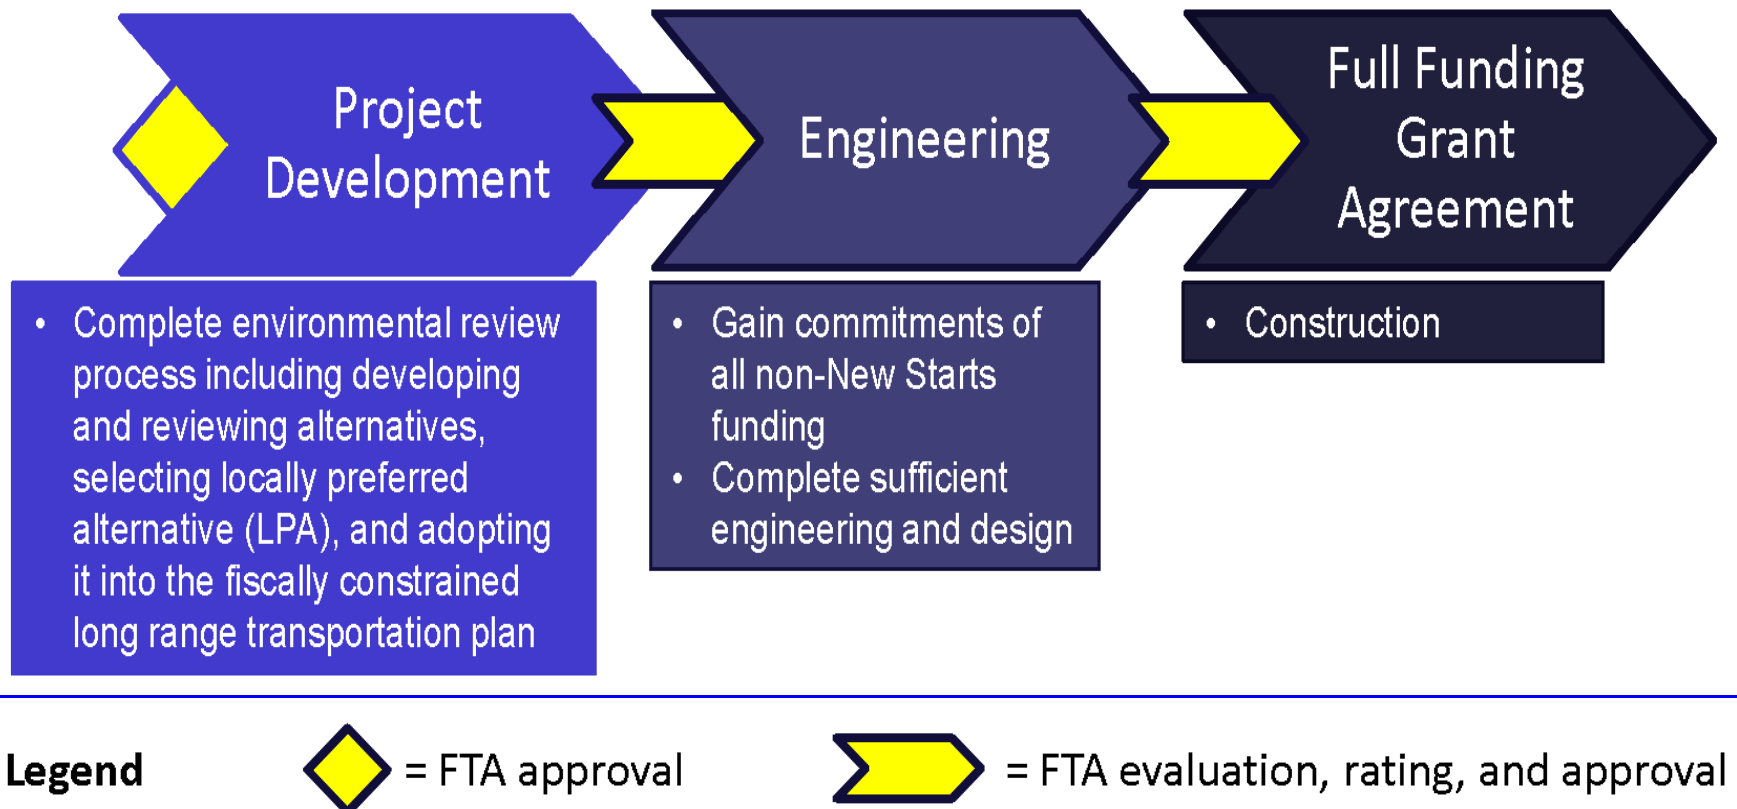 Project
Development
Engineering
Full Funding
Grant
Agreement
• Complete environmental review
process including developing
and reviewing alternatives,
selecting locally preferred
alternative (LPA), and adopting
it into the fiscally constrained
long range transportation plan
• Gain commitments of
all non-New Starts
funding
• Complete sufficient
engineering and design
• Construction
Legend
= FTA approval
= FTA evaluation, rating, and approval